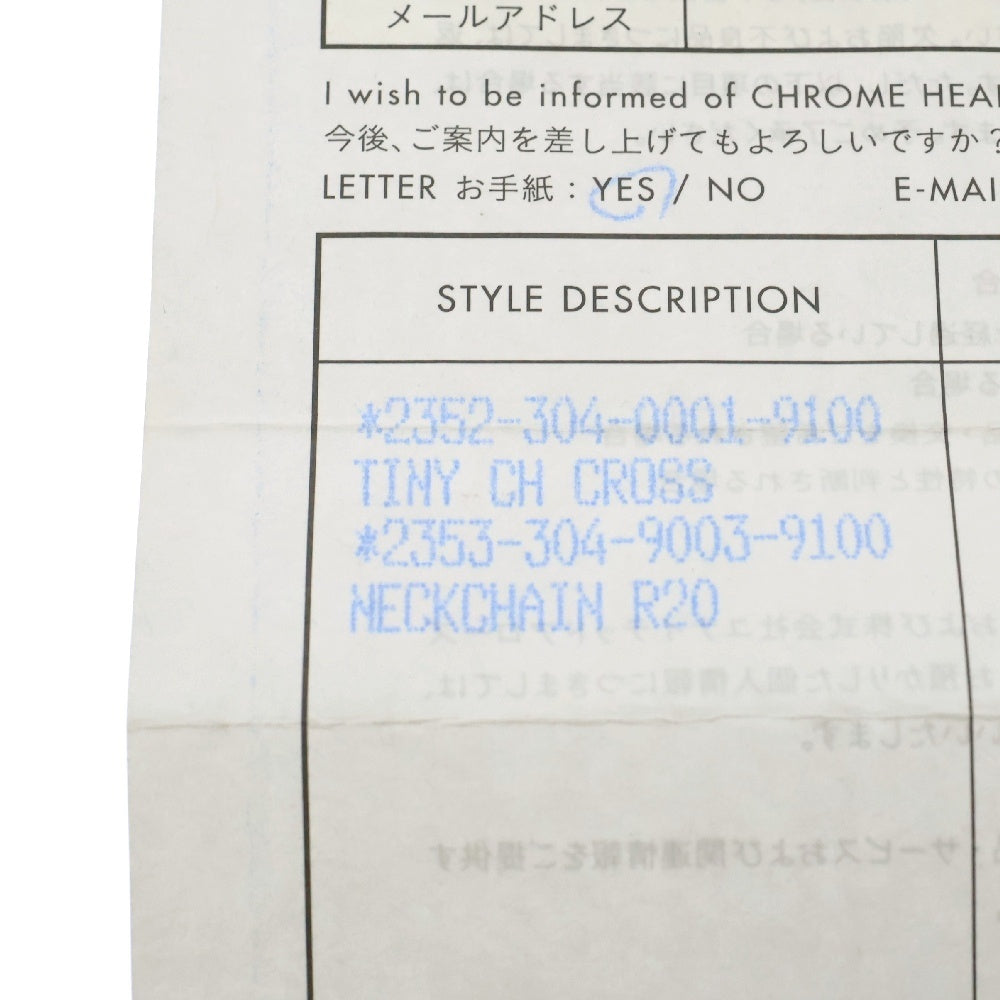 メールアドレス
I wish to be informed of CHROME HEA
今後、ご案内を差し上げてもよろしいですか?
LETTER お手紙 : YES / NO E-MAI
STYLE DESCRIPTION
*2352-304-0001-9100
TINY CH CROSS
*2353-304-9003-9100
NECKCHAIN R20